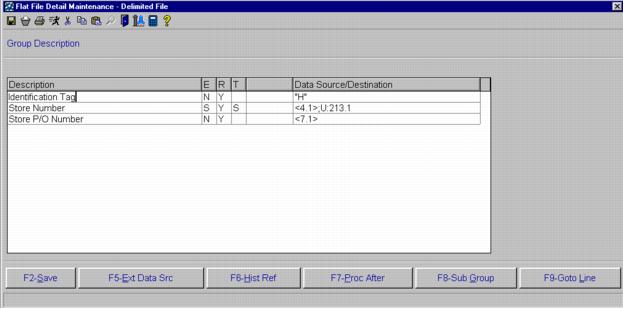 Flat File Detail Maintenance - Delimited File
Group Description
Description E R T Data Source/Destination
Identification Tag N Y "H"
Store Number S Y S <4.1>;U:213.1
Store P/O Number N Y <7.1>
F2-Save F5-Ext Data Src F6-Hist Ref F7-Proc After F8-Sub Group F9-Goto Line